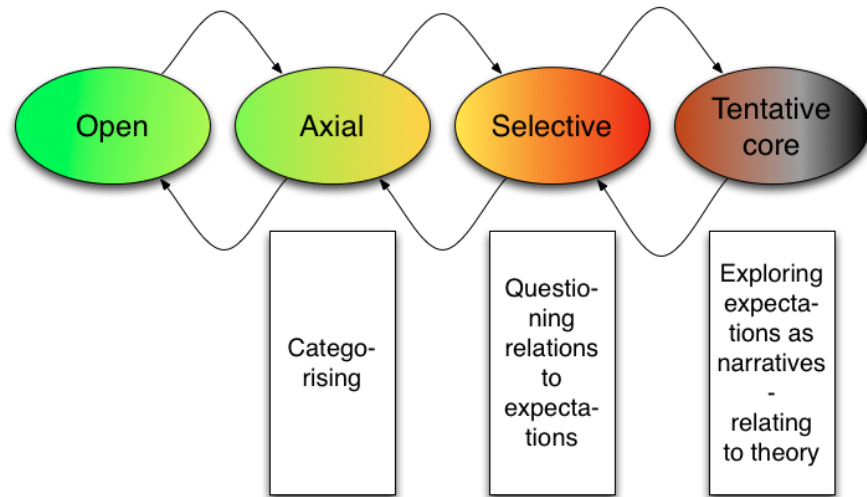 Open
Axial
Selective
Tentative
core
Catego-
rising
Questio-
ning
relations
to
expecta-
tions
Exploring
expecta-
tions as
narratives
-
relating
to theory